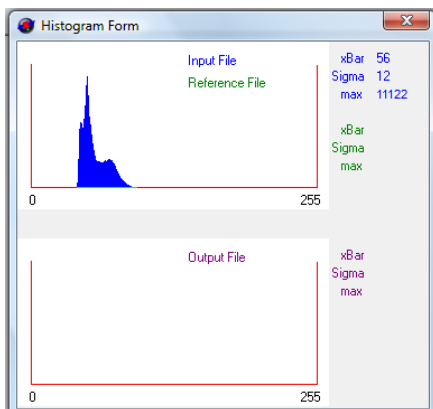 Histogram Form
Input File
Reference File
xBar 56
Sigma 12
max 11122
xBar
Sigma
max
0 255
Output File
xBar
Sigma
max
0 255